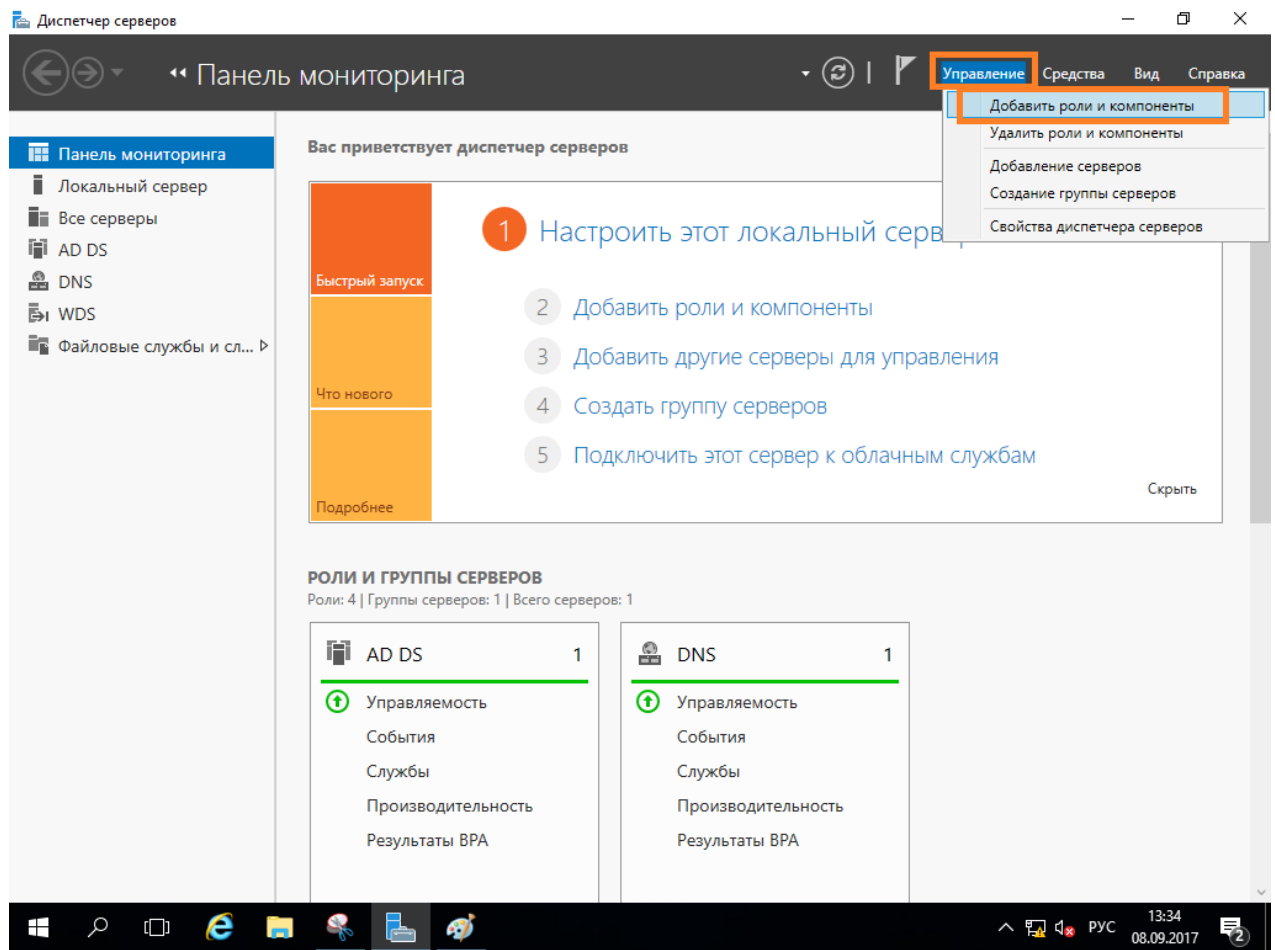 Диспетчер серверов
Панель мониторинга
Управление Средства Вид Справка
Добавить роли и компоненты
Удалить роли и компоненты
Добавление серверов
Создание группы серверов
Свойства диспетчера серверов
Панель мониторинга
Локальный сервер
Все серверы
AD DS
DNS
WDS
Файловые службы и сл...
Вас приветствует диспетчер серверов
Быстрый запуск
Что нового
Подробнее
1 Настроить этот локальный серв
2 Добавить роли и компоненты
3 Добавить другие серверы для управления
4 Создать группу серверов
5 Подключить этот сервер к облачным службам
Скрыть
РОЛИ И ГРУППЫ СЕРВЕРОВ
Роли: 4 | Группы серверов: 1 | Всего серверов: 1
AD DS 1
Управляемость
События
Службы
Производительность
Результаты BPA
DNS 1
Управляемость
События
Службы
Производительность
Результаты BPA
РУС
13:34
08.09.2017
2